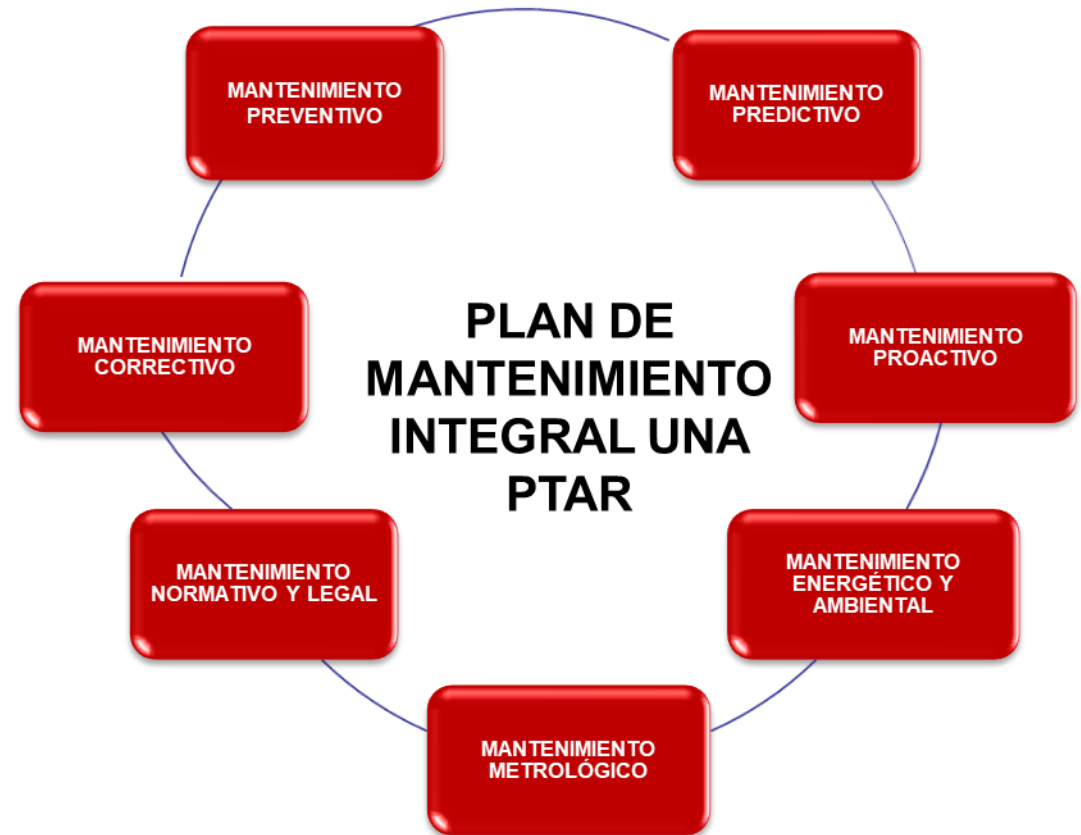 MANTENIMIENTO
PREVENTIVO
MANTENIMIENTO
PREDICTIVO
MANTENIMIENTO
CORRECTIVO
PLAN DE
MANTENIMIENTO
INTEGRAL UNA
PTAR
MANTENIMIENTO
PROACTIVO
MANTENIMIENTO
NORMATIVO Y LEGAL
MANTENIMIENTO
ENERGÉTICO Y
AMBIENTAL
MANTENIMIENTO
METROLÓGICO